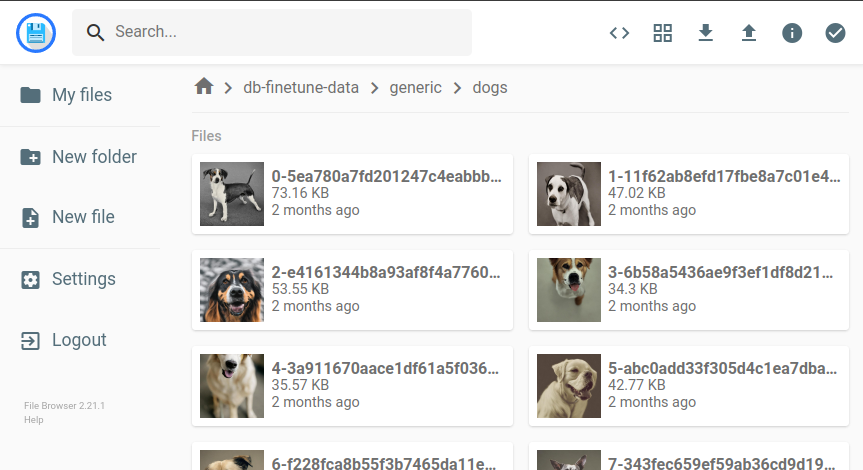 Search...
My files
New folder
New file
Settings
Logout
File Browser 2.21.1
Help
db-finetune-data > generic > dogs
Files
0-5ea780a7fd201247c4eabbb...
73.16 KB
2 months ago
1-11f62ab8efd17fbe8a7c01e4...
47.02 KB
2 months ago
2-e4161344b8a93af8f4a7760...
53.55 KB
2 months ago
3-6b58a5436ae9f3ef1df8d21...
34.3 KB
2 months ago
4-3a911670aace1df61a5f036...
35.57 KB
2 months ago
5-abc0add33f305d4c1ea7dba...
42.77 KB
2 months ago
6-f228fca8b55f3b7465da11e...
7-343fec659ef59ab36cd9d19...